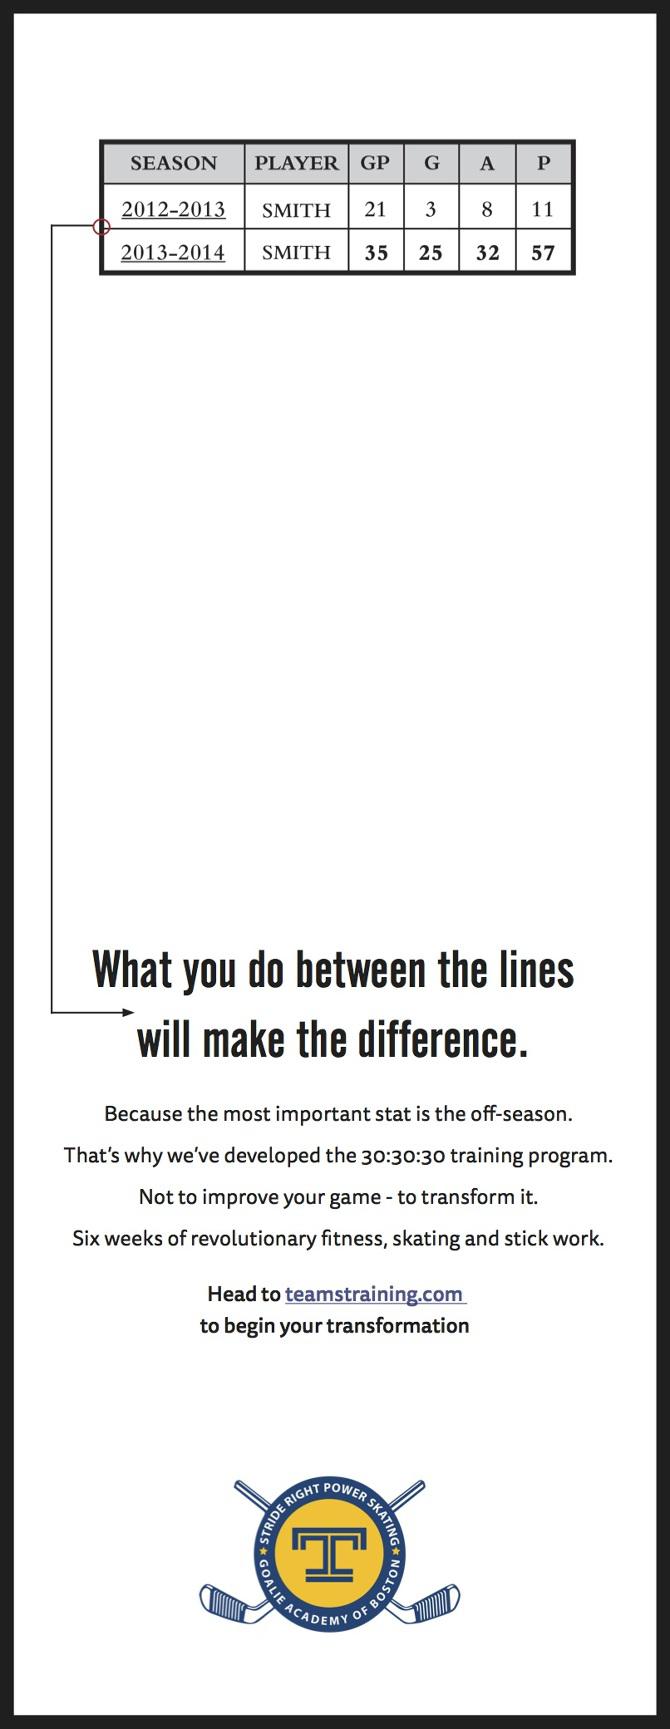 SEASON PLAYER GP G A P
2012-2013 SMITH 21 3 8 11
2013-2014 SMITH 35 25 32 57
What you do between the lines
will make the difference.
Because the most important stat is the off-season.
That's why we've developed the 30:30:30 training program.
Not to improve your game - to transform it.
Six weeks of revolutionary fitness, skating and stick work.
Head to teamstraining.com
to begin your transformation
STRIDE RIGHT POWER SKATING
T
GOALIE ACADEMY OF BOSTON